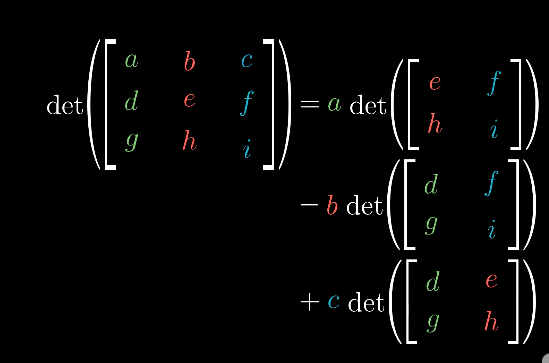 det([a b c
d e f
g h i]) = a det([e f
h i])
− b det([d f
g i])
+ c det([d e
g h])